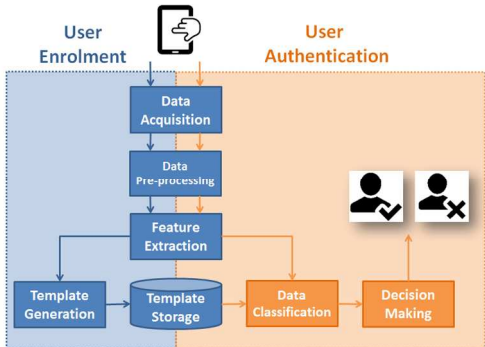 User
Enrolment
User
Authentication
Data
Acquisition
Data
Pre-processing
Feature
Extraction
Template
Generation
Template
Storage
Data
Classification
Decision
Making